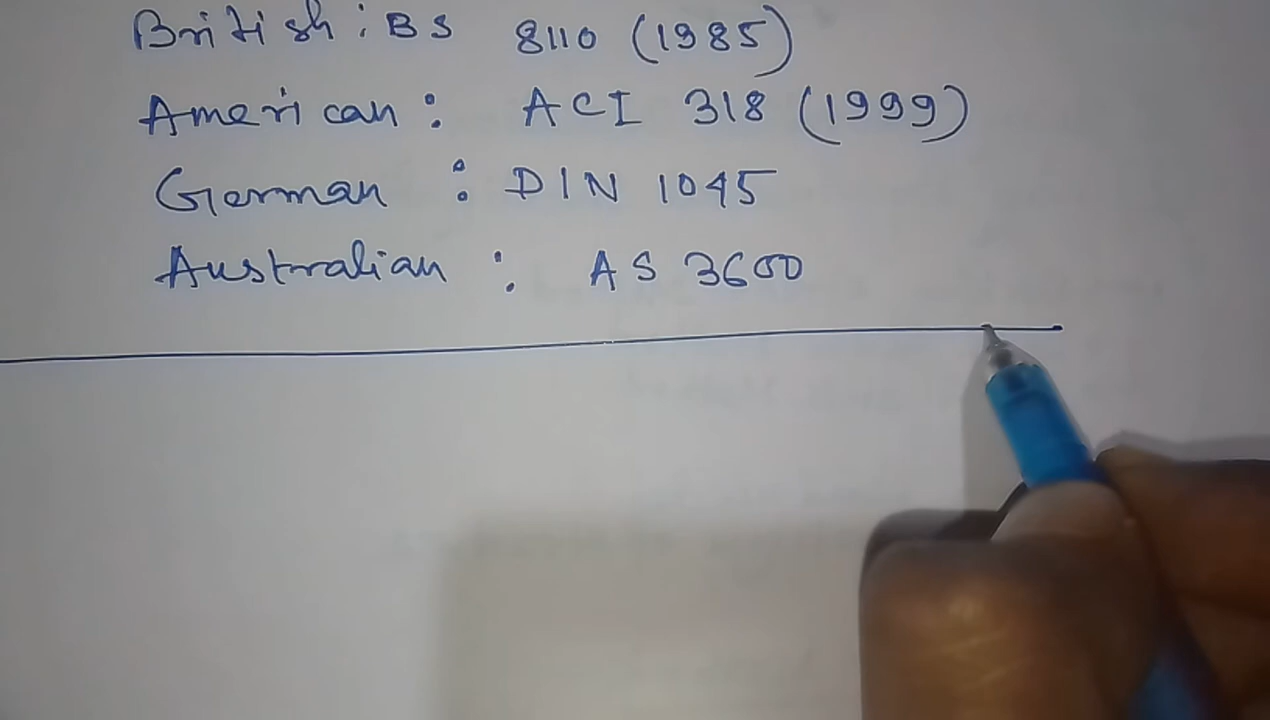 British : BS 8110 (1985)
American : ACI 318 (1999)
German : DIN 1045
Australian : AS 3600